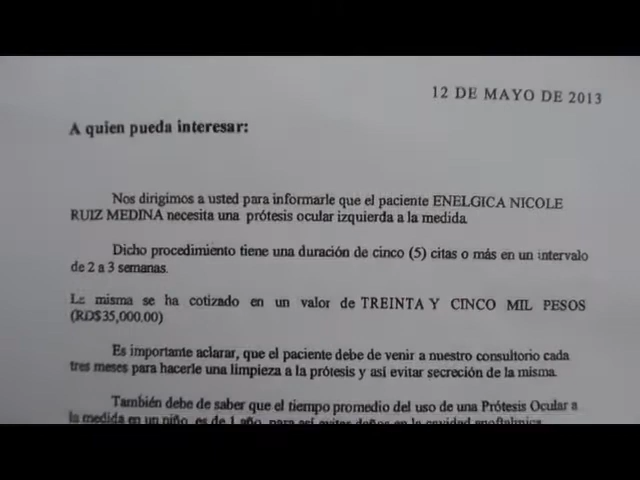 12 DE MAYO DE 2013
A quien pueda interesar:
Nos dirigimos a usted para informarle que el paciente ENELGICA NICOLE
RUIZ MEDINA necesita una prótesis ocular izquierda a la medida.
Dicho procedimiento tiene una duración de cinco (5) citas o más en un intervalo
de 2 a 3 semanas.
La misma se ha cotizado en un valor de TREINTA Y CINCO MIL PESOS
(RD$35,000.00)
Es importante aclarar, que el paciente debe de venir a nuestro consultorio cada
tres meses para hacerle una limpieza a la prótesis y así evitar secreción de la misma.
También debe de saber que el tiempo promedio del uso de una Prótesis Ocular a
la medida en un niño, es de 1 año, para así evitar daños en la cavidad anoftalmica